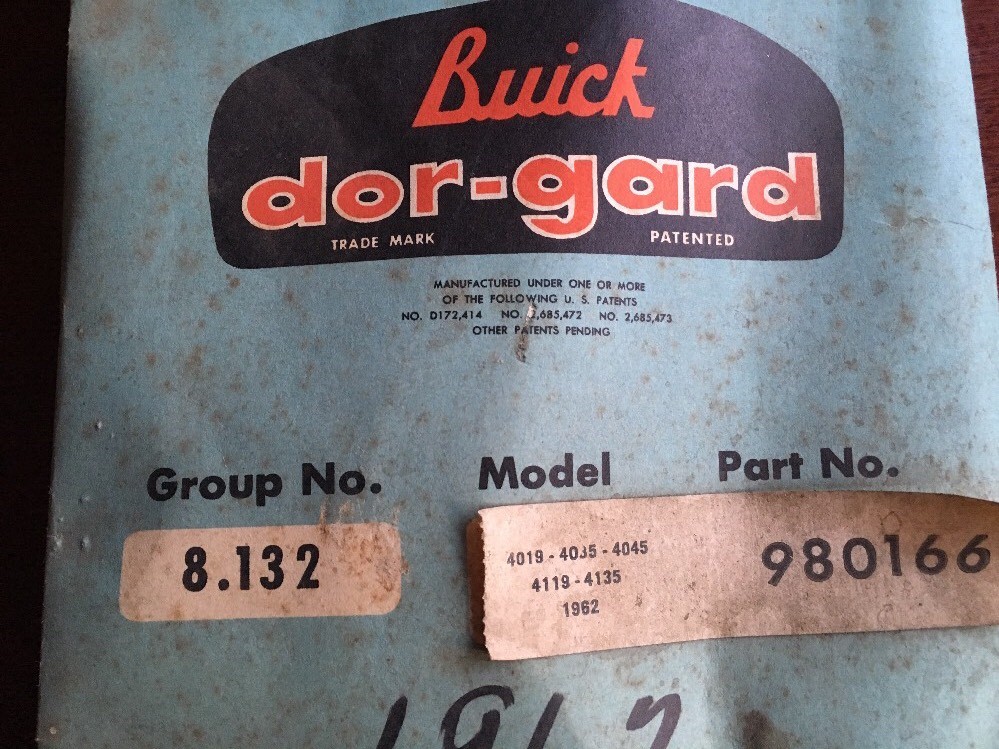 Buick
dor-gard
TRADE MARK PATENTED
MANUFACTURED UNDER ONE OR MORE
OF THE FOLLOWING U. S. PATENTS
NO. D172,414 NO. 2,685,472 NO. 2,685,473
OTHER PATENTS PENDING
Group No. Model Part No.
8.132
4019 - 4035 - 4045
4119 - 4135
1962
980166